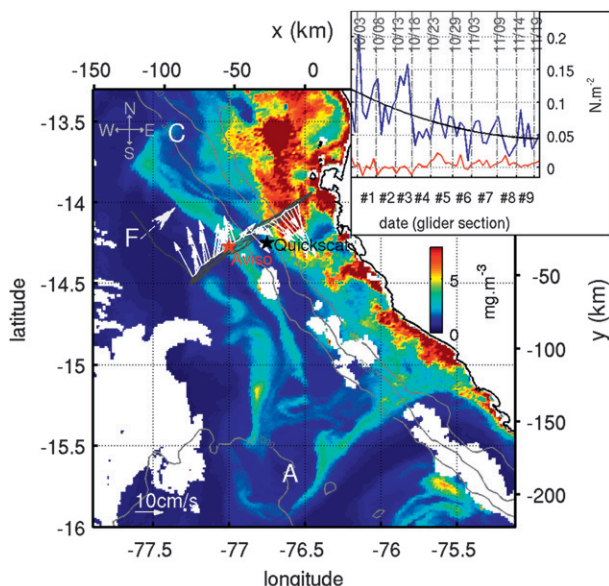 x (km)
-150 -100 -50 0
10/03
10/08
10/13
10/18
10/23
10/29
11/03
11/09
11/14
11/19
0.2
0.15
0.1
0.05
0
N.m⁻²
#1 #2 #3 #4 #5 #6 #7 #8 #9
date (glider section)
-13.5
-14
-14.5
-15
-15.5
-16
latitude
N
W E
S
C
F
Aviso
Quickscat
5
0
mg.m⁻³
0
-50
-100
-150
-200
y (km)
A
10cm/s
-77.5 -77 -76.5 -76 -75.5
longitude